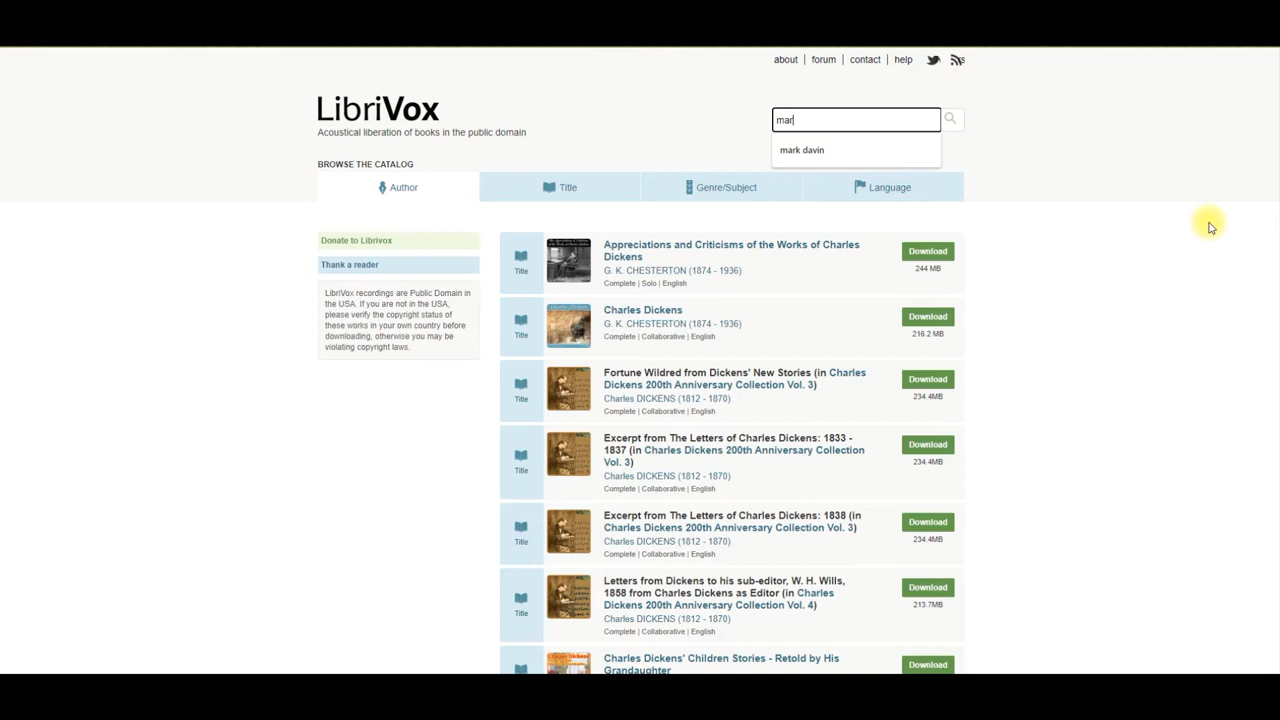 about | forum | contact | help
LibriVox
Acoustical liberation of books in the public domain
mar
mark davin
BROWSE THE CATALOG
Author
Title
Genre/Subject
Language
Donate to Librivox
Thank a reader
LibriVox recordings are Public Domain in
the USA. If you are not in the USA,
please verify the copyright status of
these works in your own country before
downloading, otherwise you may be
violating copyright laws.
Title
Appreciations and Criticisms of the Works of Charles
Dickens
G. K. CHESTERTON (1874 - 1936)
Complete | Solo | English
Download
244 MB
Title
Charles Dickens
G. K. CHESTERTON (1874 - 1936)
Complete | Collaborative | English
Download
216.2 MB
Title
Fortune Wildred from Dickens' New Stories (in Charles
Dickens 200th Anniversary Collection Vol. 3)
Charles DICKENS (1812 - 1870)
Complete | Collaborative | English
Download
234.4MB
Title
Excerpt from The Letters of Charles Dickens: 1833 -
1837 (in Charles Dickens 200th Anniversary Collection
Vol. 3)
Charles DICKENS (1812 - 1870)
Complete | Collaborative | English
Download
234.4MB
Title
Excerpt from The Letters of Charles Dickens: 1838 (in
Charles Dickens 200th Anniversary Collection Vol. 3)
Charles DICKENS (1812 - 1870)
Complete | Collaborative | English
Download
234.4MB
Title
Letters from Dickens to his sub-editor, W. H. Wills,
1858 from Charles Dickens as Editor (in Charles
Dickens 200th Anniversary Collection Vol. 4)
Charles DICKENS (1812 - 1870)
Complete | Collaborative | English
Download
213.7MB
Charles Dickens' Children Stories - Retold by His
Grandaughter
Download